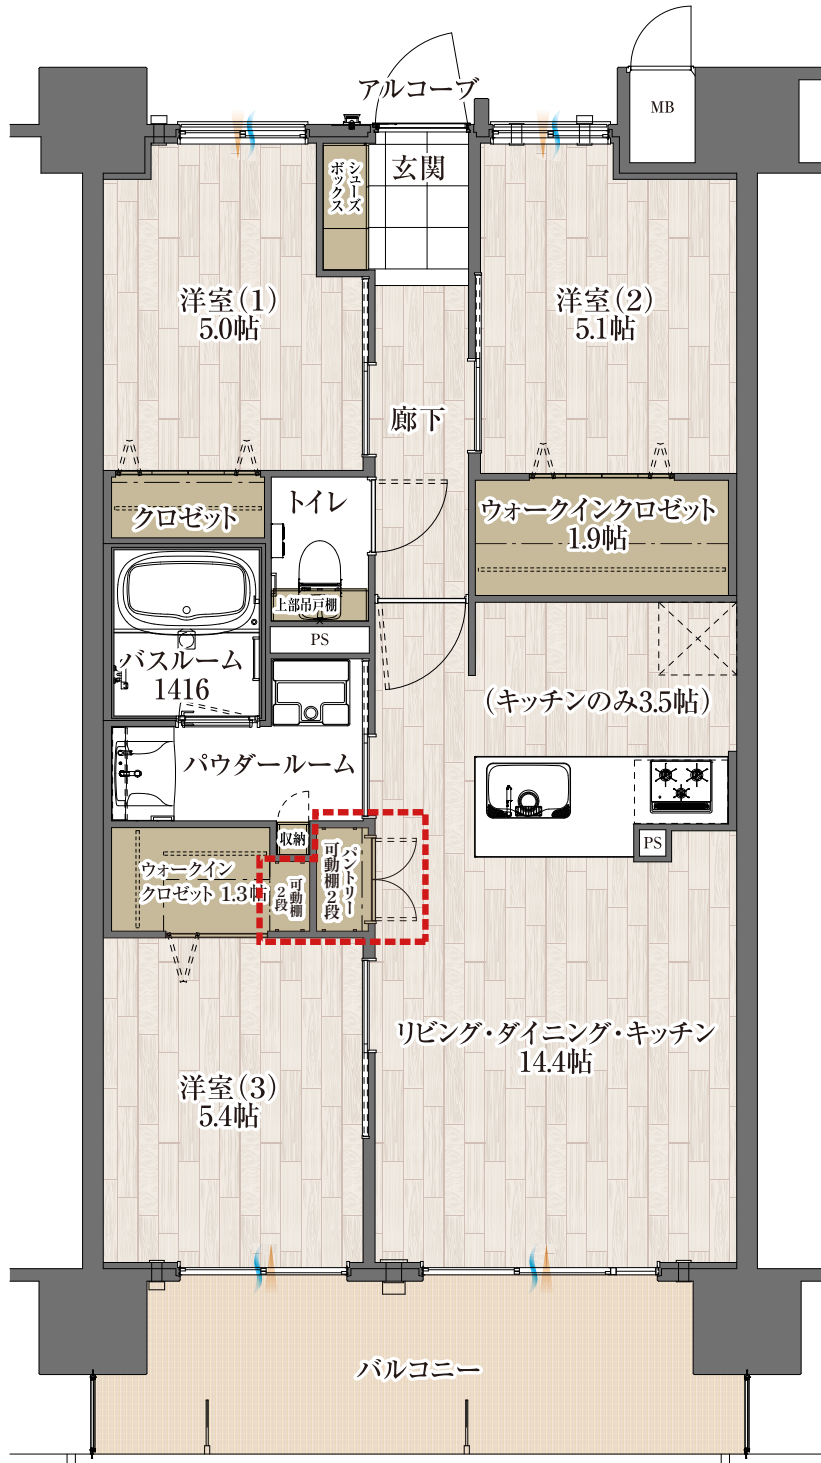 アルコーブ
MB
シューズ
ボックス
玄関
洋室(1)
5.0帖
洋室(2)
5.1帖
廊下
クロゼット
トイレ
ウォークインクロゼット
1.9帖
上部吊戸棚
PS
バスルーム
1416
(キッチンのみ3.5帖)
パウダールーム
収納
PS
ウォークイン
クロゼット 1.3帖
可動棚
2段
パントリー
可動棚2段
リビング・ダイニング・キッチン
14.4帖
洋室(3)
5.4帖
バルコニー